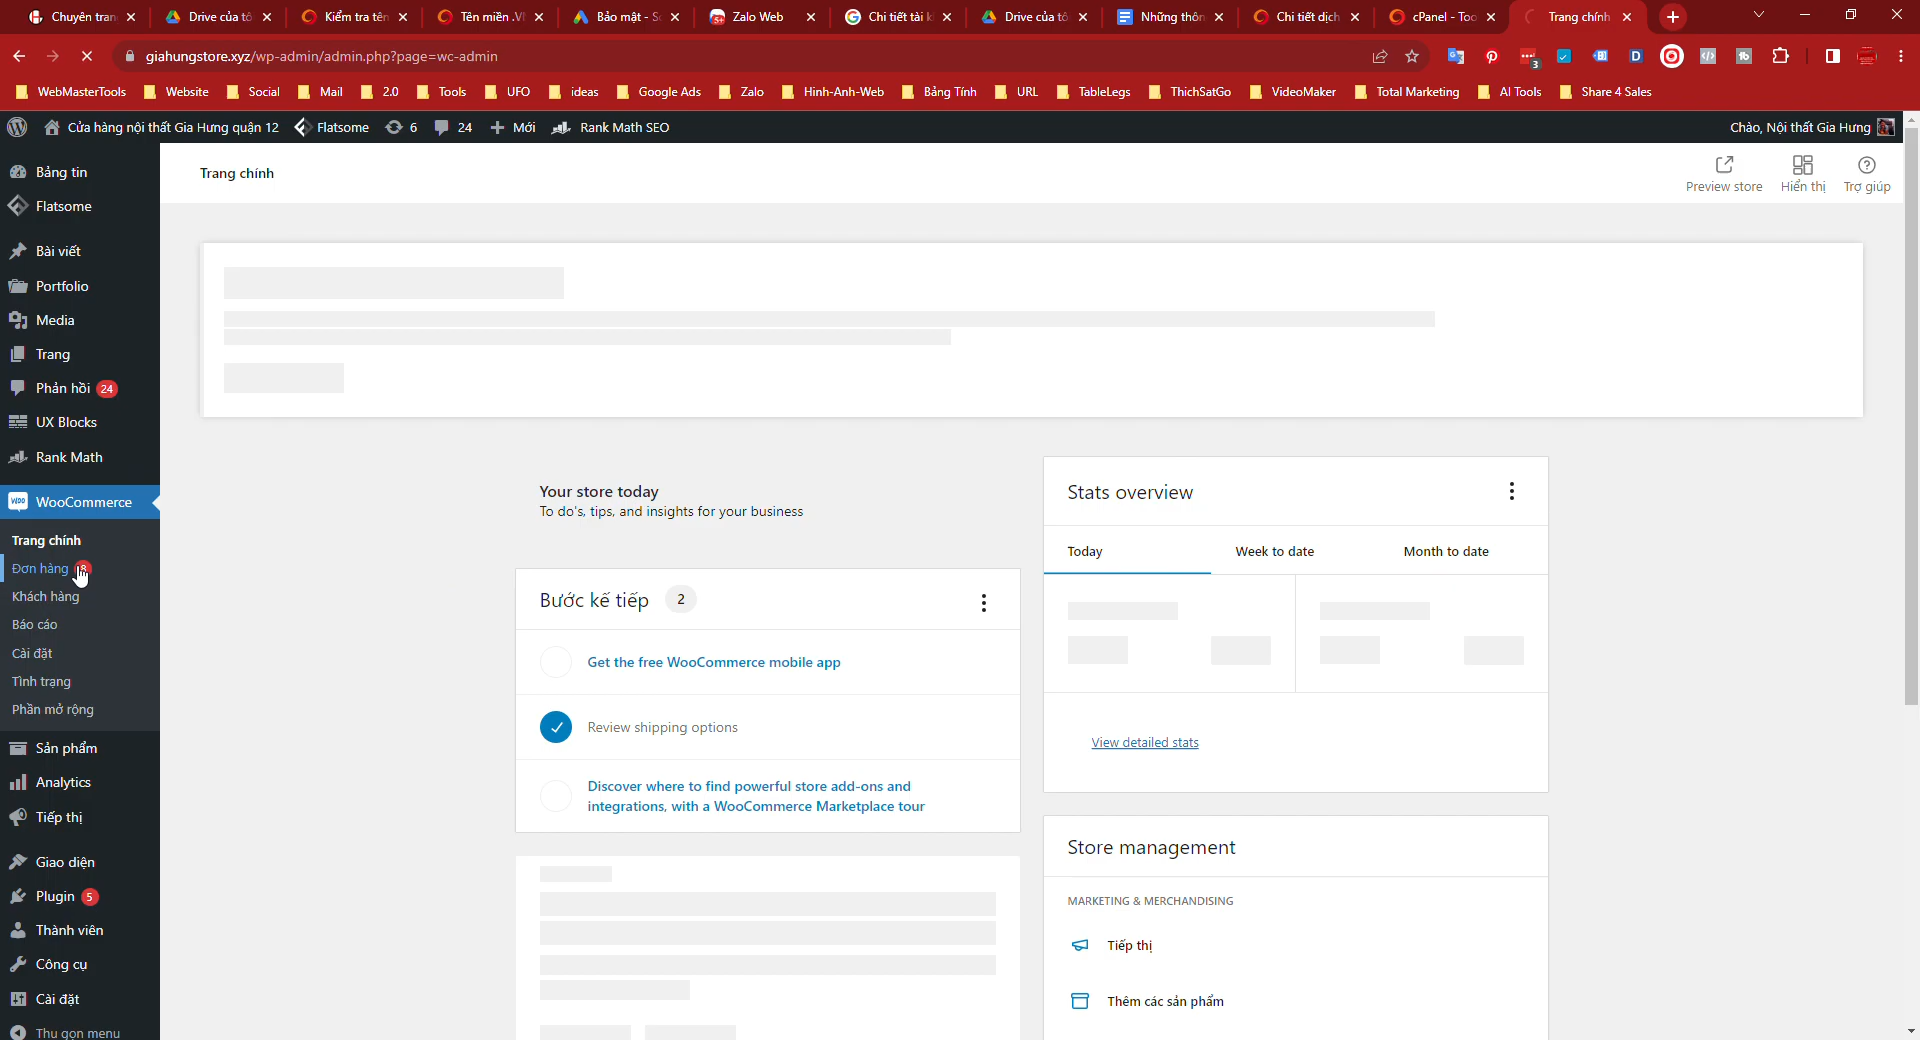 Chuyên tran
Drive của tô
Kiểm tra tên
Tên miền .VN
Bảo mật - S
Zalo Web
Chi tiết tài k
Drive của tô
Những thôn
Chi tiết dịch
cPanel - Too
Trang chính
giahungstore.xyz/wp-admin/admin.php?page=wc-admin
3
WebMasterTools
Website
Social
Mail
2.0
Tools
UFO
ideas
Google Ads
Zalo
Hinh-Anh-Web
Bảng Tính
URL
TableLegs
ThichSatGo
VideoMaker
Total Marketing
AI Tools
Share 4 Sales
Cửa hàng nội thất Gia Hưng quận 12
Flatsome
6
24
Mới
Rank Math SEO
Chào, Nội thất Gia Hưng
Bảng tin
Flatsome
Bài viết
Portfolio
Media
Trang
Phản hồi 24
UX Blocks
Rank Math
WooCommerce
Trang chính
Đơn hàng
Khách hàng
Báo cáo
Cài đặt
Tình trạng
Phần mở rộng
Sản phẩm
Analytics
Tiếp thị
Giao diện
Plugin 5
Thành viên
Công cụ
Cài đặt
Thu gọn menu
Trang chính
Preview store
Hiển thị
Trợ giúp
Your store today
To do's, tips, and insights for your business
Bước kế tiếp 2
Get the free WooCommerce mobile app
Review shipping options
Discover where to find powerful store add-ons and
integrations, with a WooCommerce Marketplace tour
Stats overview
Today
Week to date
Month to date
View detailed stats
Store management
MARKETING & MERCHANDISING
Tiếp thị
Thêm các sản phẩm